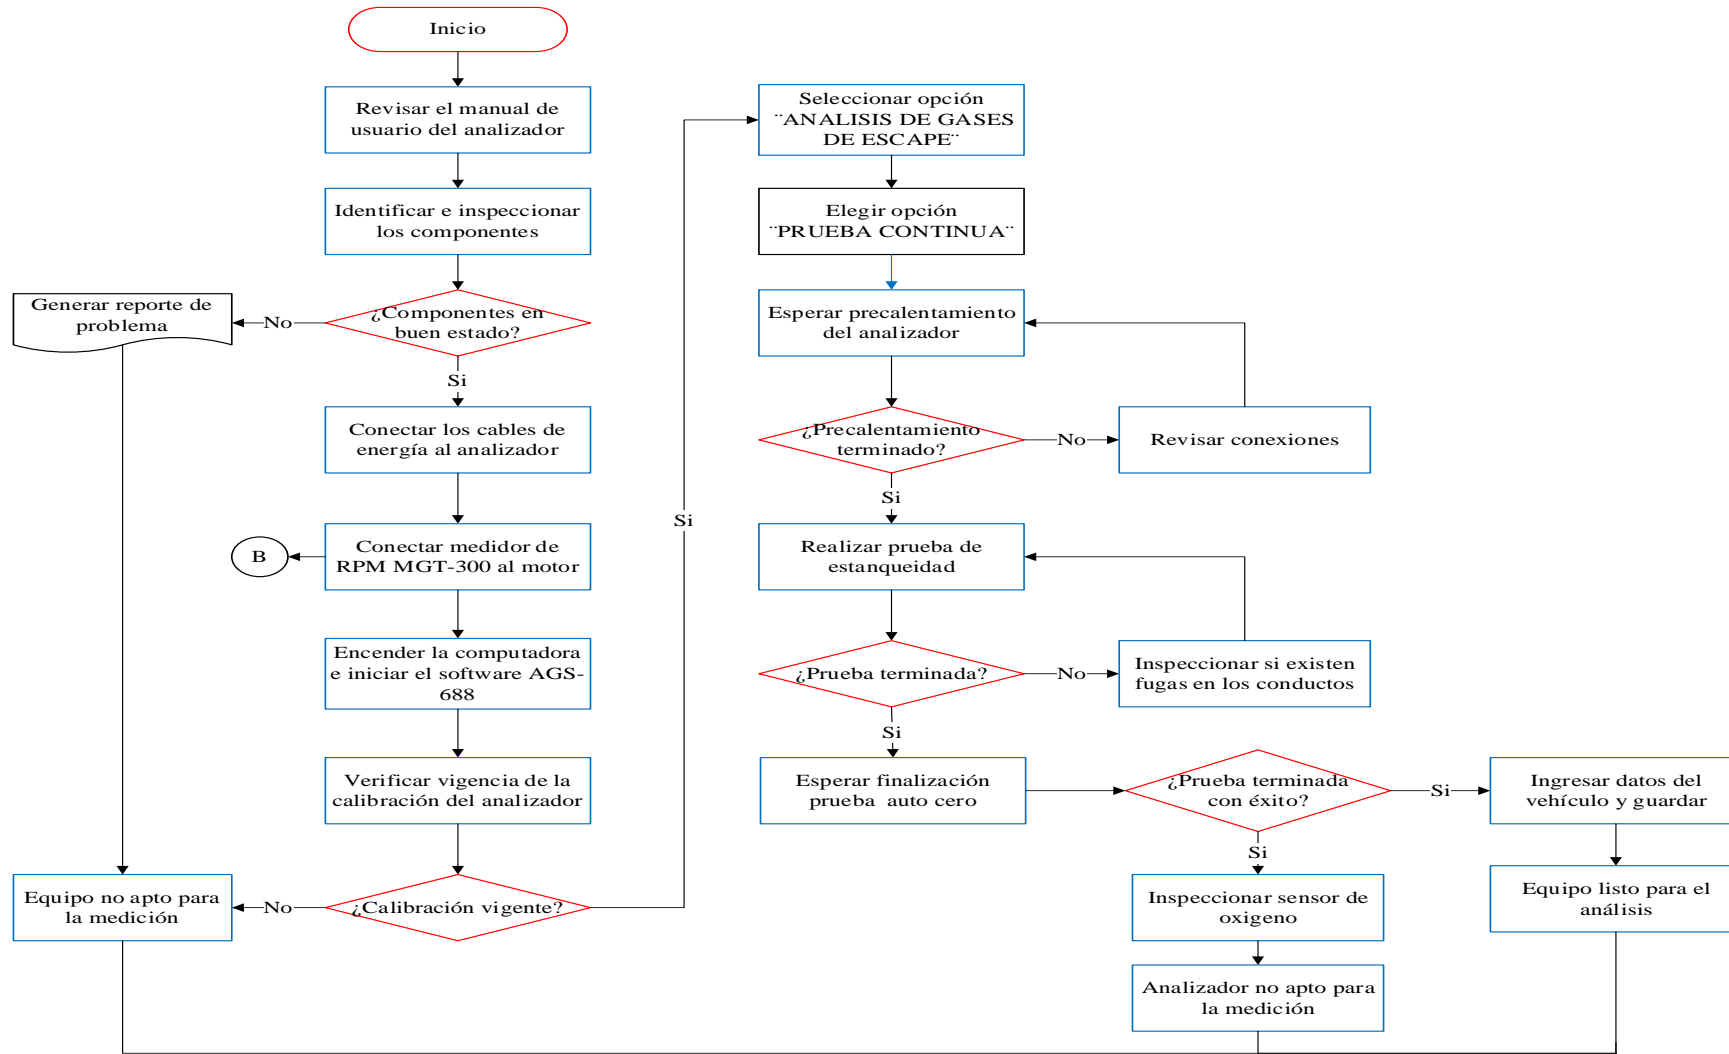 Inicio
Revisar el manual de
usuario del analizador
Identificar e inspeccionar
los componentes
¿Componentes en
buen estado?
No
Generar reporte de
problema
Si
Conectar los cables de
energía al analizador
Conectar medidor de
RPM MGT-300 al motor
B
Encender la computadora
e iniciar el software AGS-
688
Verificar vigencia de la
calibración del analizador
¿Calibración vigente?
No
Equipo no apto para
la medición
Si
Seleccionar opción
¨ANALISIS DE GASES
DE ESCAPE¨
Elegir opción
¨PRUEBA CONTINUA¨
Esperar precalentamiento
del analizador
¿Precalentamiento
terminado?
No
Revisar conexiones
Si
Realizar prueba de
estanqueidad
¿Prueba terminada?
No
Inspeccionar si existen
fugas en los conductos
Si
Esperar finalización
prueba auto cero
¿Prueba terminada
con éxito?
Si
Ingresar datos del
vehículo y guardar
Equipo listo para el
análisis
Si
Inspeccionar sensor de
oxigeno
Analizador no apto para
la medición